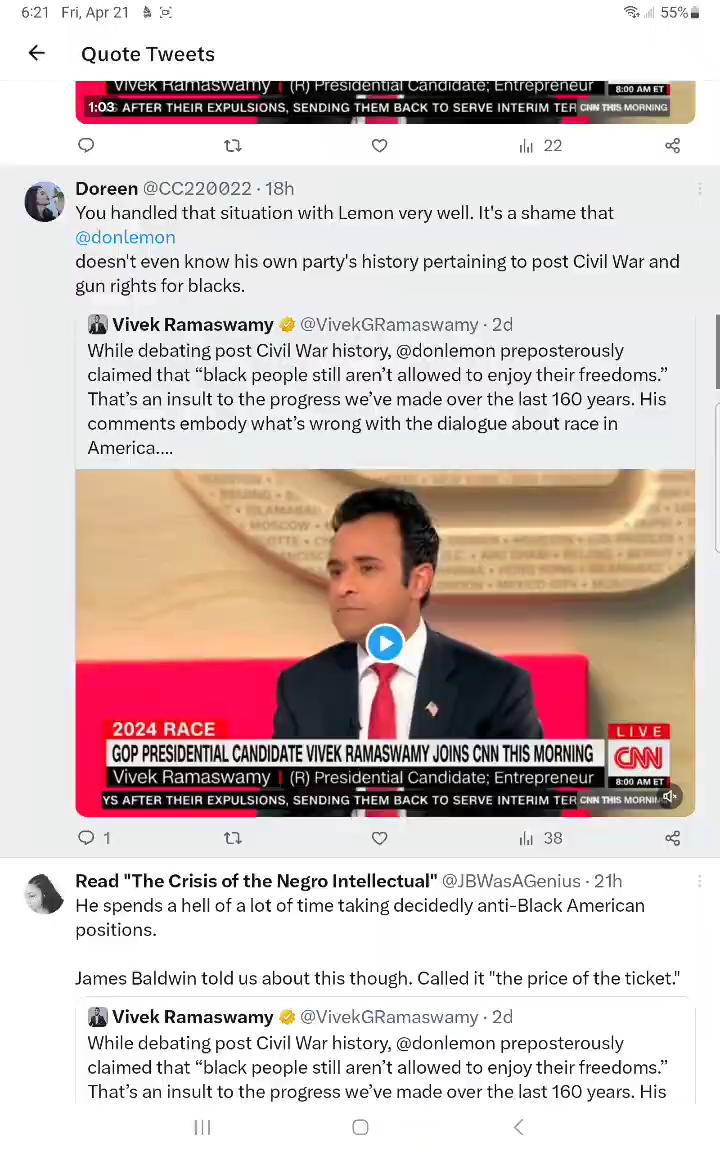 6:21 Fri, Apr 21 55%
Quote Tweets
Vivek Ramaswamy | (R) Presidential Candidate; Entrepreneur 8:00 AM ET
1:03 AFTER THEIR EXPULSIONS, SENDING THEM BACK TO SERVE INTERIM TER CNN THIS MORNING
22
Doreen @CC220022 · 18h
You handled that situation with Lemon very well. It's a shame that
@donlemon
doesn't even know his own party's history pertaining to post Civil War and
gun rights for blacks.
Vivek Ramaswamy @VivekGRamaswamy · 2d
While debating post Civil War history, @donlemon preposterously
claimed that “black people still aren’t allowed to enjoy their freedoms.”
That’s an insult to the progress we’ve made over the last 160 years. His
comments embody what’s wrong with the dialogue about race in
America....
MOSCOW
2024 RACE
LIVE
GOP PRESIDENTIAL CANDIDATE VIVEK RAMASWAMY JOINS CNN THIS MORNING
CNN
Vivek Ramaswamy | (R) Presidential Candidate; Entrepreneur 8:00 AM ET
YS AFTER THEIR EXPULSIONS, SENDING THEM BACK TO SERVE INTERIM TER CNN THIS MORNI
1 38
Read "The Crisis of the Negro Intellectual" @JBWasAGenius · 21h
He spends a hell of a lot of time taking decidedly anti-Black American
positions.
James Baldwin told us about this though. Called it "the price of the ticket."
Vivek Ramaswamy @VivekGRamaswamy · 2d
While debating post Civil War history, @donlemon preposterously
claimed that “black people still aren’t allowed to enjoy their freedoms.”
That’s an insult to the progress we’ve made over the last 160 years. His